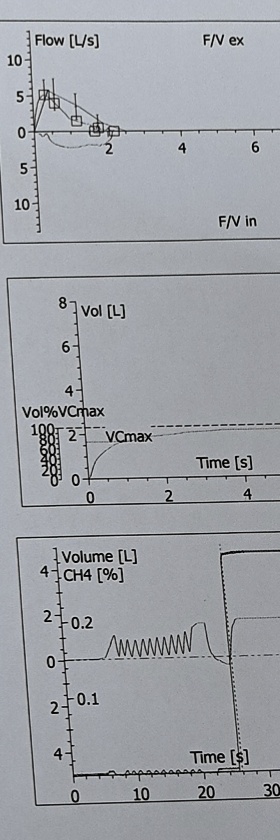 Flow [L/s] F/V ex
10
5
0
2 4 6
5
10
F/V in
8 Vol [L]
6
4
Vol%VCmax
100
80
60
40
20
0
2 VCmax
0
Time [s]
0 2 4
Volume [L]
4 CH4 [%]
2 0.2
0
2 0.1
4
Time [s]
0 10 20 30